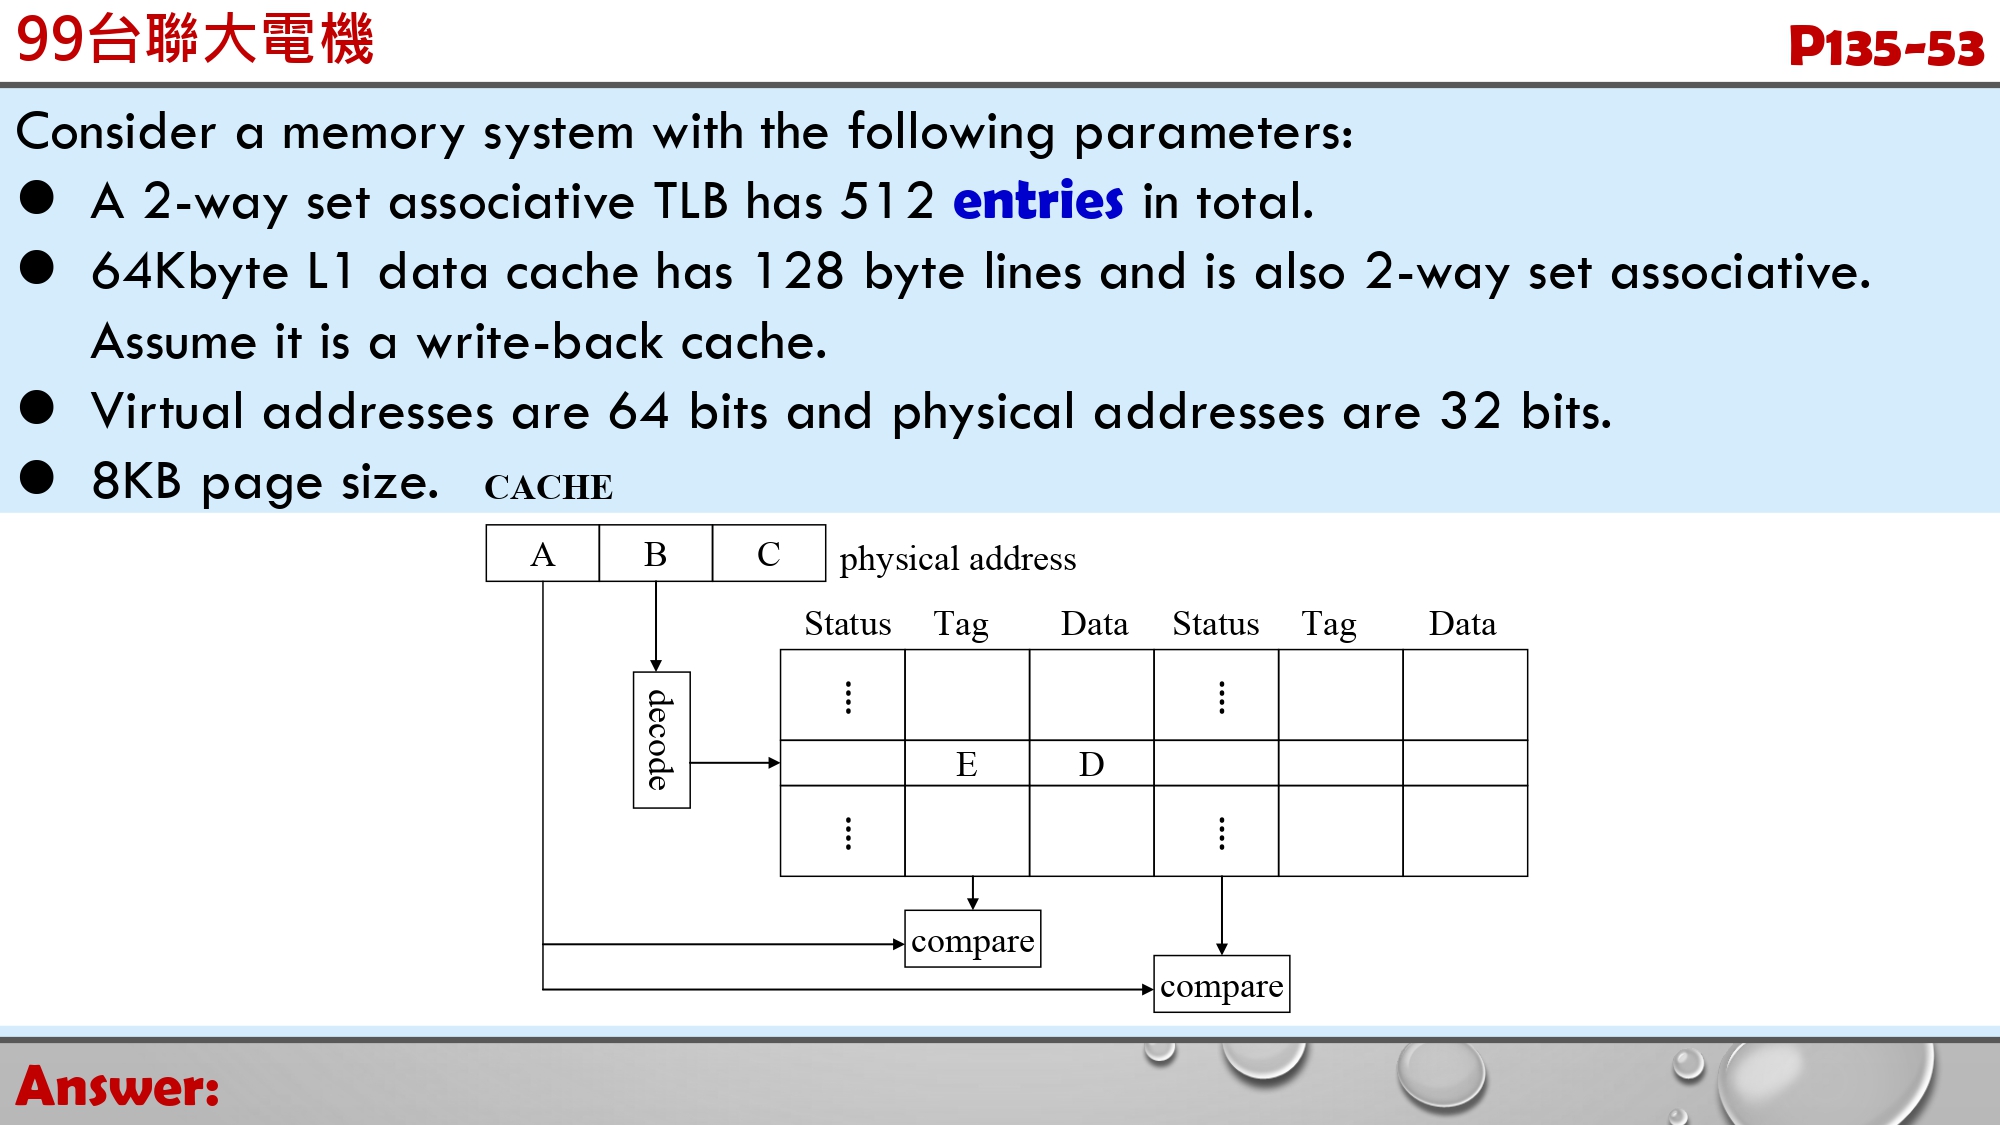 99台聯大電機
P135-53
Consider a memory system with the following parameters:
● A 2-way set associative TLB has 512 entries in total.
● 64Kbyte L1 data cache has 128 byte lines and is also 2-way set associative.
Assume it is a write-back cache.
● Virtual addresses are 64 bits and physical addresses are 32 bits.
● 8KB page size. CACHE
A B C physical address
Status Tag Data Status Tag Data
decode
E D
compare
compare
Answer: